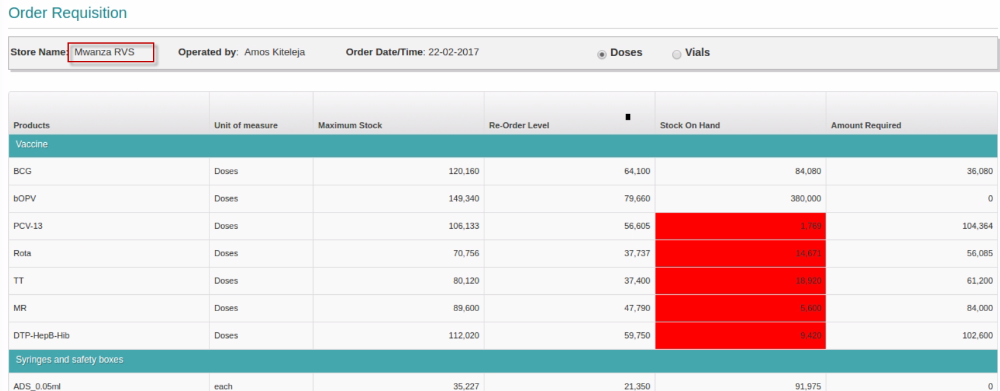 Order Requisition
Store Name: Mwanza RVS Operated by: Amos Kiteleja Order Date/Time: 22-02-2017 Doses Vials
Products Unit of measure Maximum Stock Re-Order Level Stock On Hand Amount Required
Vaccine
BCG Doses 120,160 64,100 84,080 36,080
bOPV Doses 149,340 79,660 380,000 0
PCV-13 Doses 106,133 56,605 1,769 104,364
Rota Doses 70,756 37,737 14,671 56,085
TT Doses 80,120 37,400 18,920 61,200
MR Doses 89,600 47,790 5,600 84,000
DTP-HepB-Hib Doses 112,020 59,750 9,420 102,600
Syringes and safety boxes
ADS_0.05ml each 35,227 21,350 91,975 0